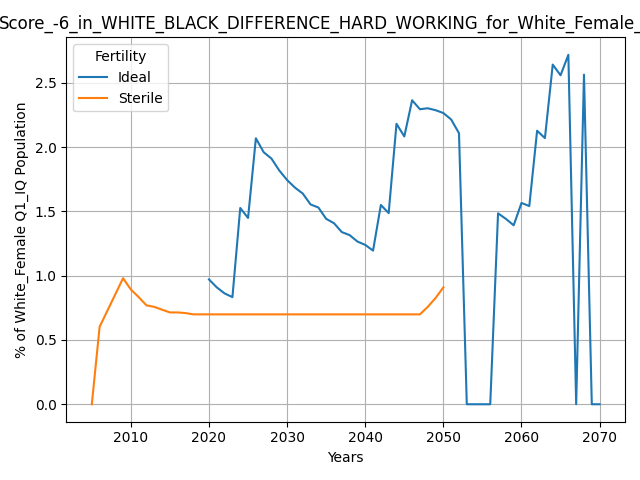 Score_-6_in_WHITE_BLACK_DIFFERENCE_HARD_WORKING_for_White_Female_
Fertility
Ideal
Sterile
% of White_Female Q1_IQ Population
2.5
2.0
1.5
1.0
0.5
0.0
2010 2020 2030 2040 2050 2060 2070
Years